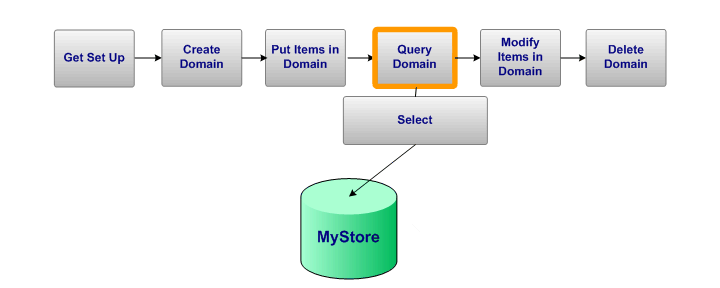 Get Set Up
Create
Domain
Put Items in
Domain
Query
Domain
Modify
Items in
Domain
Delete
Domain
Select
MyStore